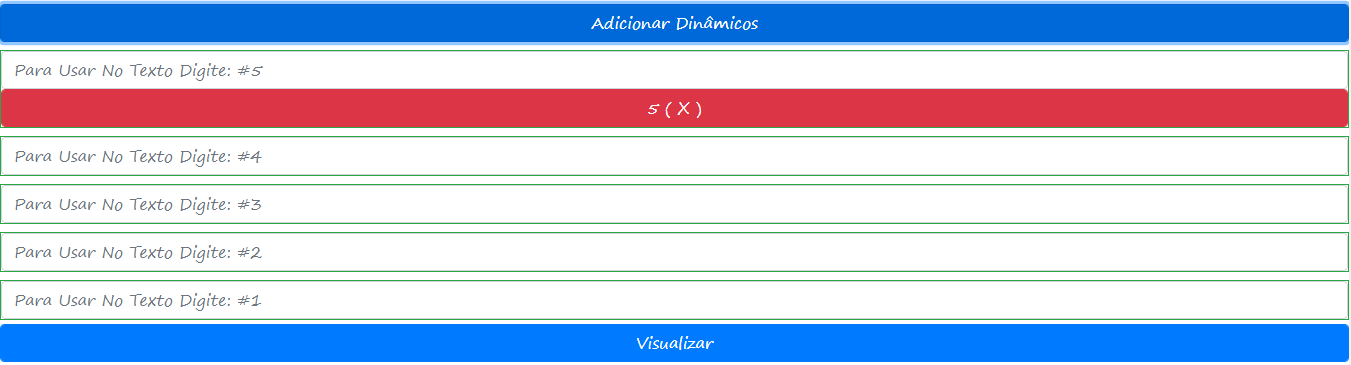 Adicionar Dinâmicos
Para Usar No Texto Digite: #5
5 ( X )
Para Usar No Texto Digite: #4
Para Usar No Texto Digite: #3
Para Usar No Texto Digite: #2
Para Usar No Texto Digite: #1
Visualizar